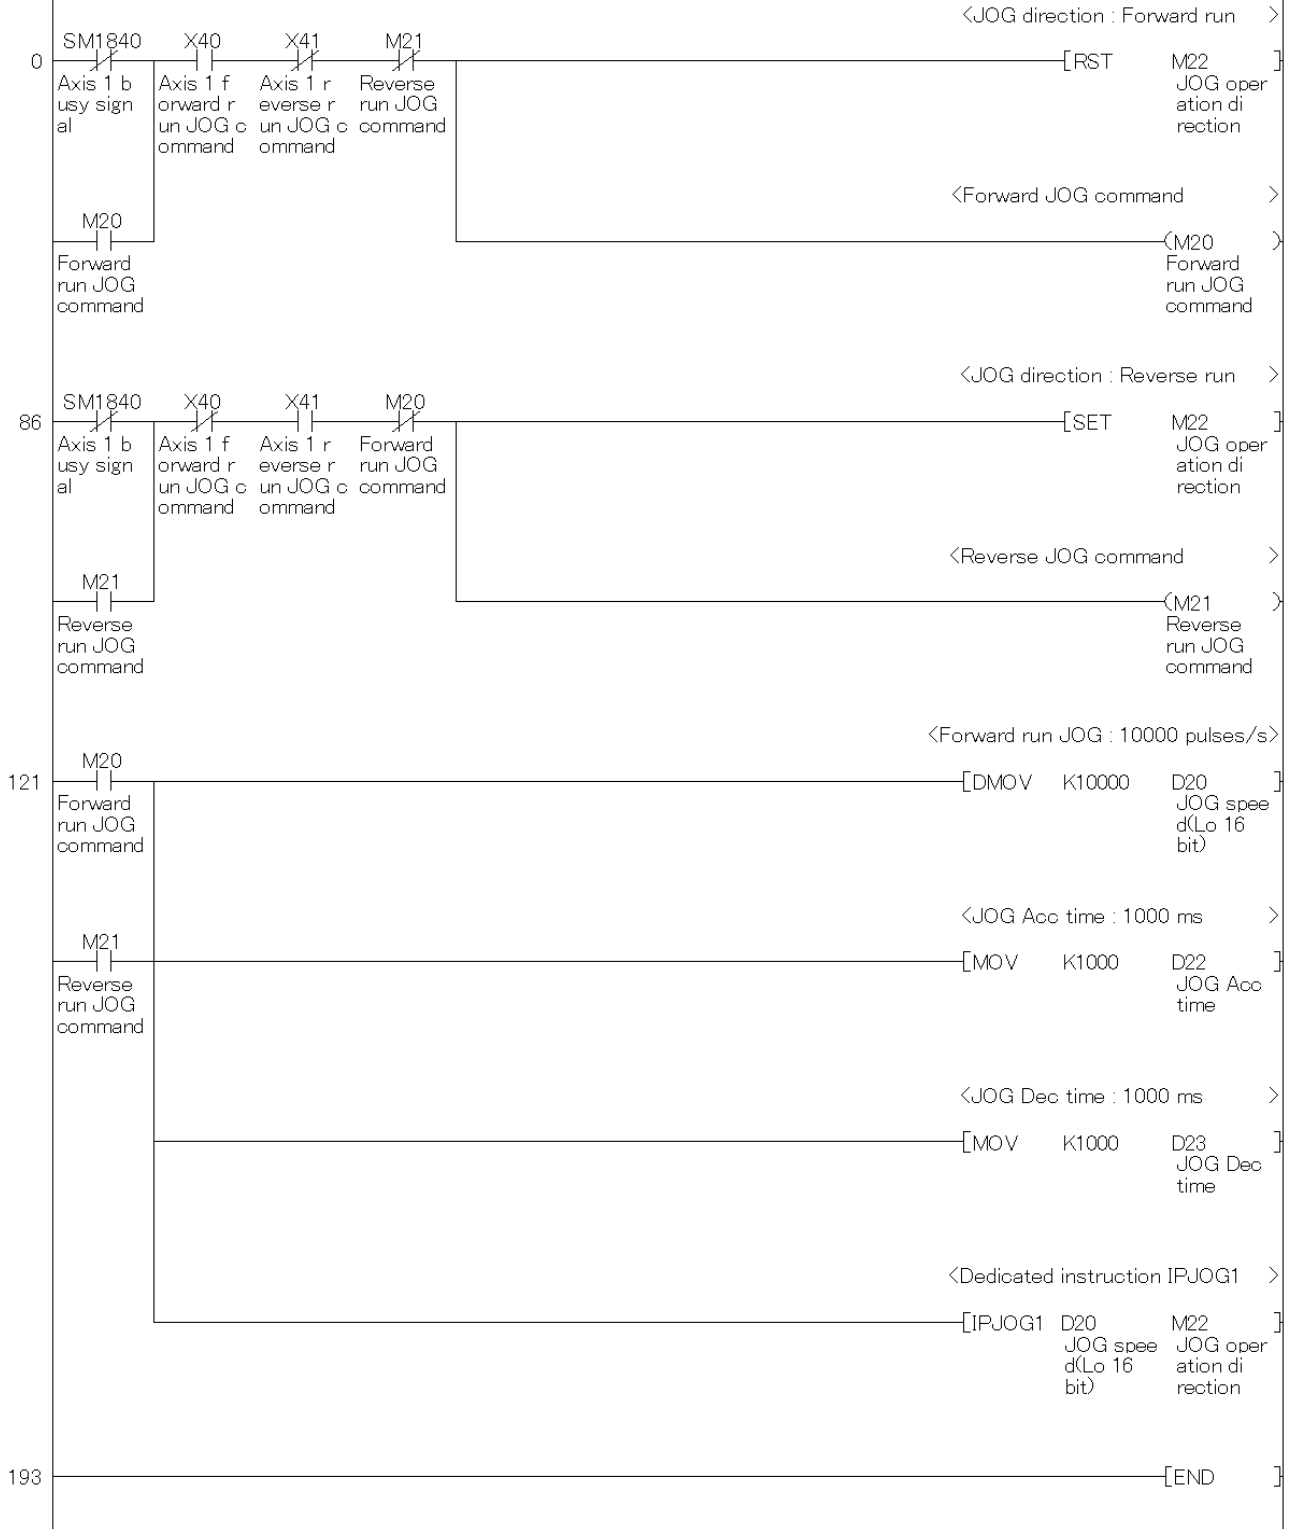 <JOG direction : Forward run >
SM1840 X40 X41 M21
0 [RST M22 ]
Axis 1 b Axis 1 f Axis 1 r Reverse JOG oper
usy sign orward r everse r run JOG ation di
al un JOG c un JOG c command rection
ommand ommand
<Forward JOG command >
M20
(M20 )
Forward Forward
run JOG run JOG
command command
<JOG direction : Reverse run >
SM1840 X40 X41 M20
86 [SET M22 ]
Axis 1 b Axis 1 f Axis 1 r Forward JOG oper
usy sign orward r everse r run JOG ation di
al un JOG c un JOG c command rection
ommand ommand
<Reverse JOG command >
M21
(M21 )
Reverse Reverse
run JOG run JOG
command command
<Forward run JOG : 10000 pulses/s>
M20
121 [DMOV K10000 D20 ]
Forward JOG spee
run JOG d(Lo 16
command bit)
<JOG Acc time : 1000 ms >
M21
[MOV K1000 D22 ]
Reverse JOG Acc
run JOG time
command
<JOG Dec time : 1000 ms >
[MOV K1000 D23 ]
JOG Dec
time
<Dedicated instruction IPJOG1 >
[IPJOG1 D20 M22 ]
JOG spee JOG oper
d(Lo 16 ation di
bit) rection
193 [END ]